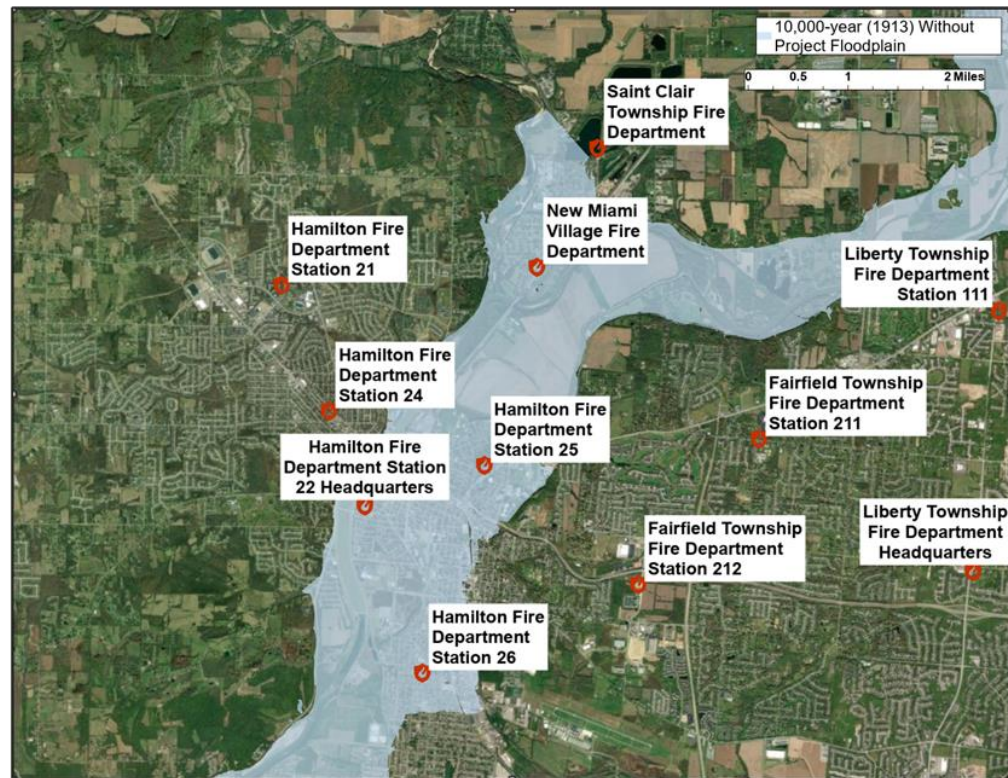 10,000-year (1913) Without
Project Floodplain
0 0.5 1 2 Miles
Saint Clair
Township Fire
Department
New Miami
Village Fire
Department
Hamilton Fire
Department
Station 21
Liberty Township
Fire Department
Station 111
Hamilton Fire
Department
Station 24
Fairfield Township
Fire Department
Station 211
Hamilton Fire
Department
Station 25
Hamilton Fire
Department Station
22 Headquarters
Liberty Township
Fire Department
Headquarters
Fairfield Township
Fire Department
Station 212
Hamilton Fire
Department
Station 26